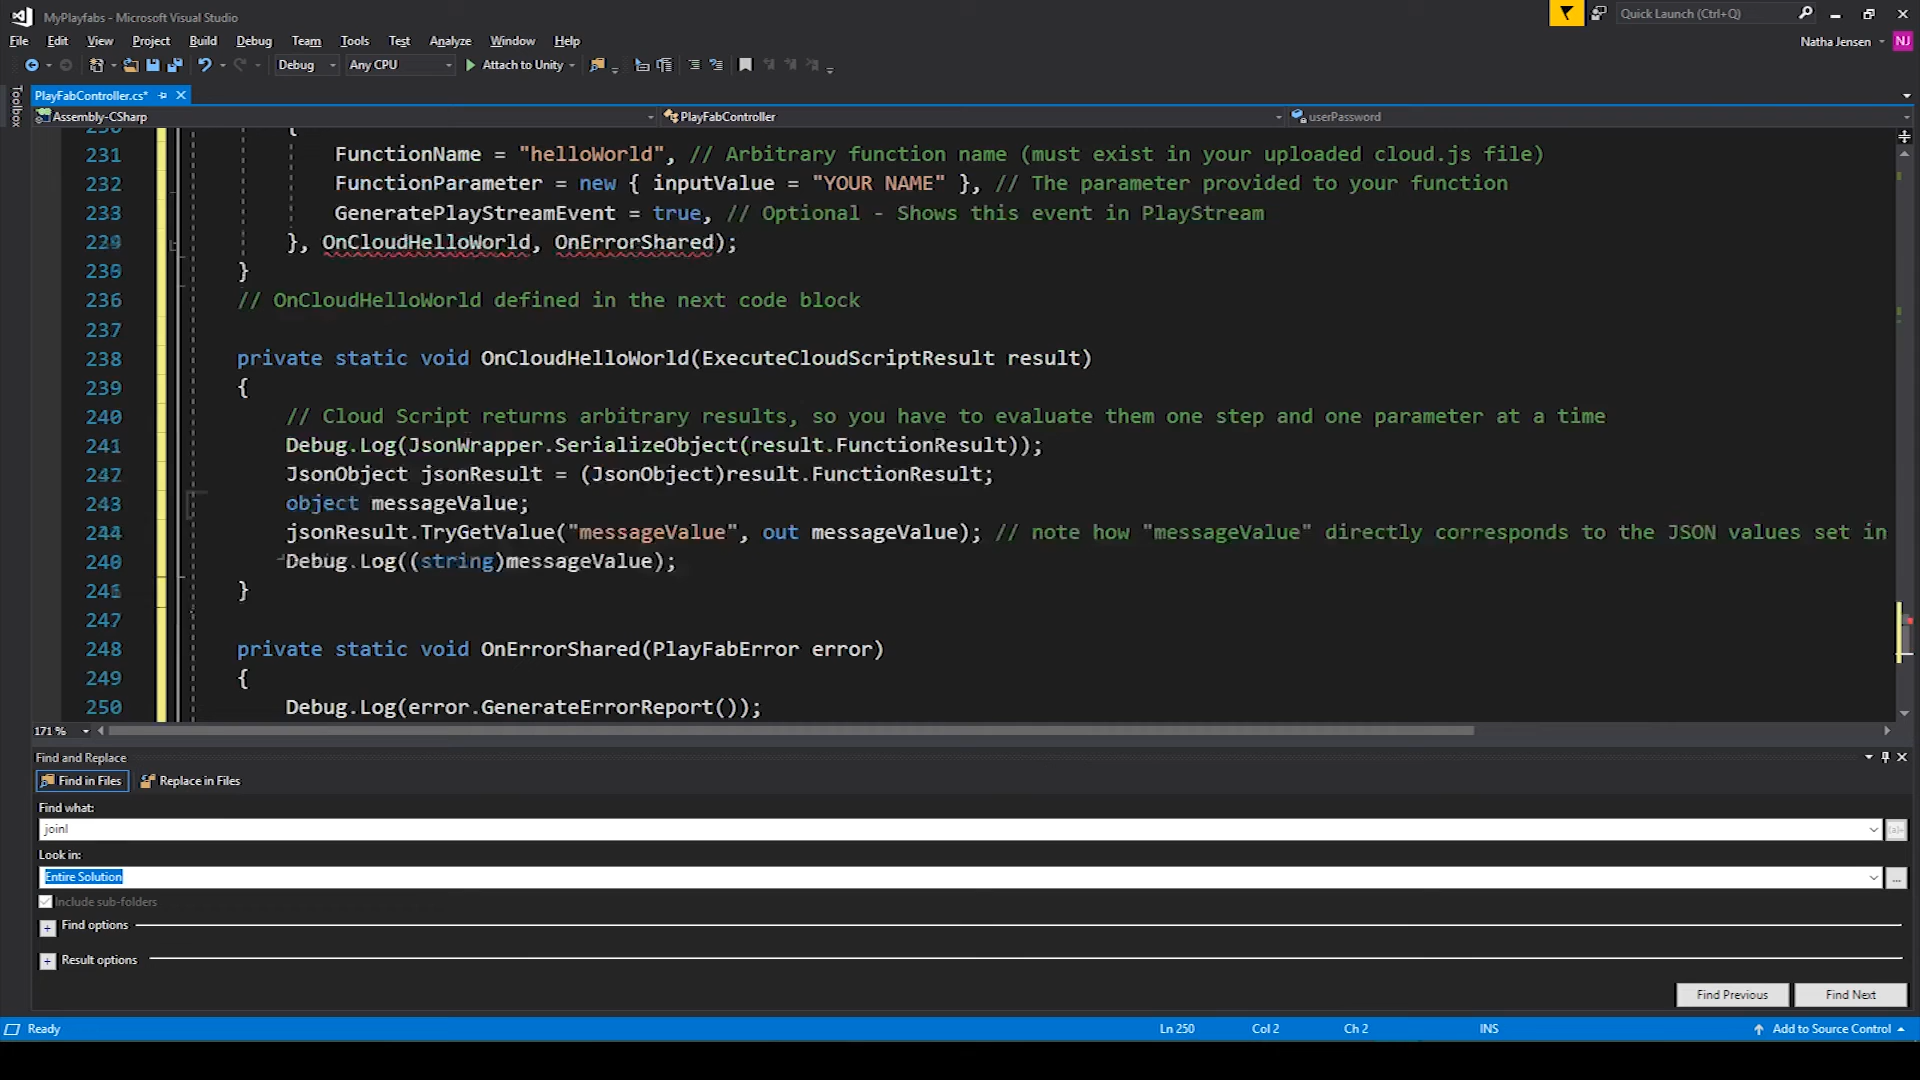 MyPlayfabs - Microsoft Visual Studio
Quick Launch (Ctrl+Q)
File Edit View Project Build Debug Team Tools Test Analyze Window Help
Natha Jensen NJ
Debug Any CPU Attach to Unity
Toolbox
PlayFabController.cs*
Assembly-CSharp PlayFabController userPassword
230 {
231 FunctionName = "helloWorld", // Arbitrary function name (must exist in your uploaded cloud.js file)
232 FunctionParameter = new { inputValue = "YOUR NAME" }, // The parameter provided to your function
233 GeneratePlayStreamEvent = true, // Optional - Shows this event in PlayStream
}, OnCloudHelloWorld, OnErrorShared);
235 }
236 // OnCloudHelloWorld defined in the next code block
237
238 private static void OnCloudHelloWorld(ExecuteCloudScriptResult result)
239 {
240 // Cloud Script returns arbitrary results, so you have to evaluate them one step and one parameter at a time
241 Debug.Log(JsonWrapper.SerializeObject(result.FunctionResult));
JsonObject jsonResult = (JsonObject)result.FunctionResult;
243 object messageValue;
244 jsonResult.TryGetValue("messageValue", out messageValue); // note how "messageValue" directly corresponds to the JSON values set in
Debug.Log((string)messageValue);
246 }
247
248 private static void OnErrorShared(PlayFabError error)
249 {
250 Debug.Log(error.GenerateErrorReport());
171 %
Find and Replace
Find in Files Replace in Files
Find what:
joinl
Look in:
Entire Solution
...
Include sub-folders
+ Find options
+ Result options
Find Previous Find Next
Ready Ln 250 Col 2 Ch 2 INS Add to Source Control